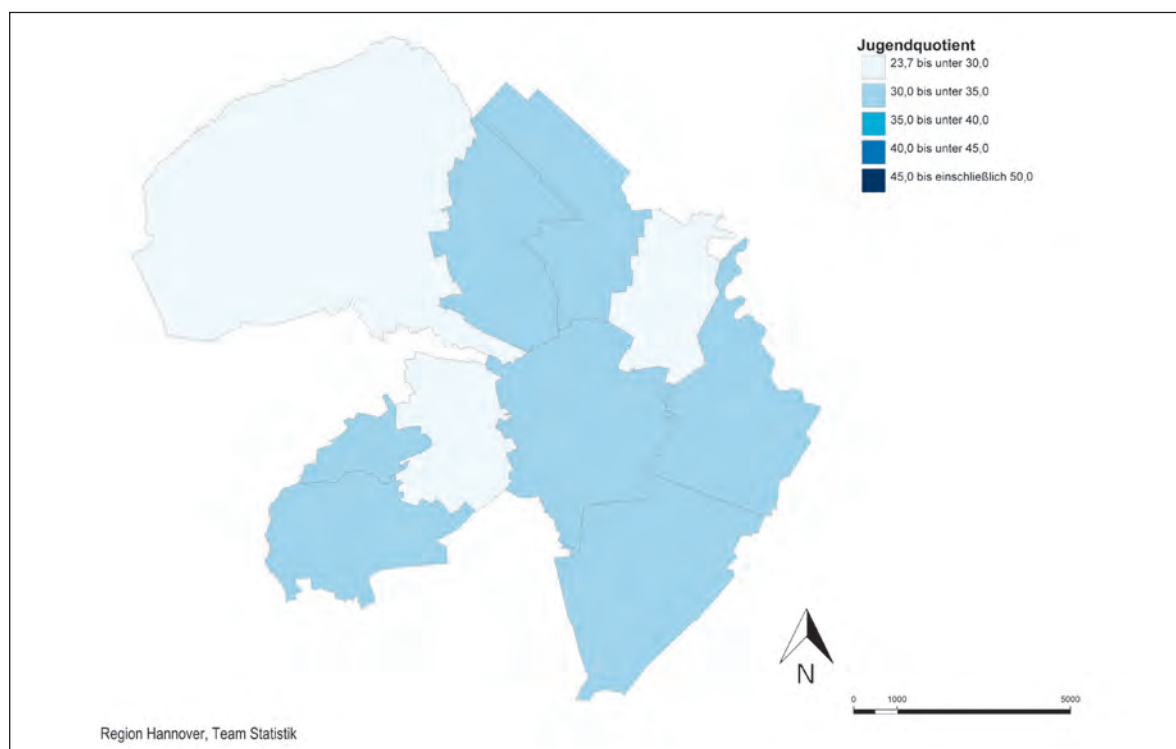 Jugendquotient
23,7 bis unter 30,0
30,0 bis unter 35,0
35,0 bis unter 40,0
40,0 bis unter 45,0
45,0 bis einschließlich 50,0
N
0 1000 5000
Region Hannover, Team Statistik